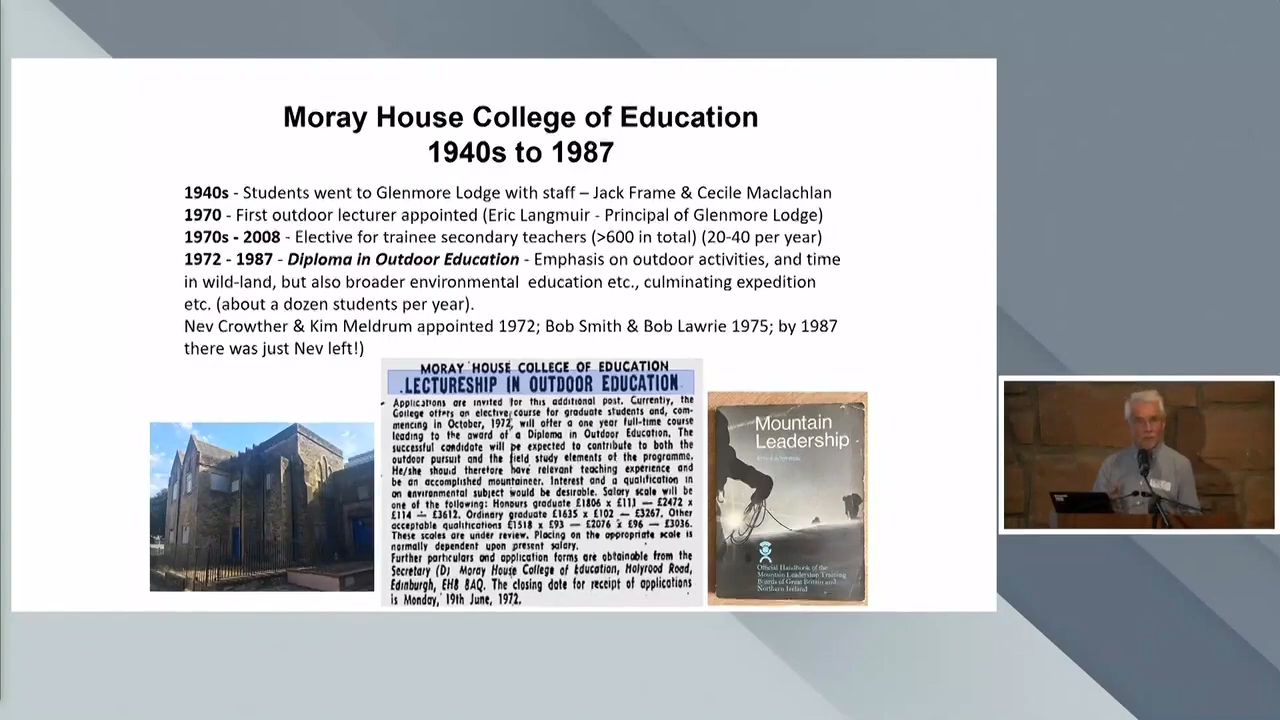 Moray House College of Education
1940s to 1987
1940s - Students went to Glenmore Lodge with staff – Jack Frame & Cecile Maclachlan
1970 - First outdoor lecturer appointed (Eric Langmuir - Principal of Glenmore Lodge)
1970s - 2008 - Elective for trainee secondary teachers (>600 in total) (20-40 per year)
1972 - 1987 - Diploma in Outdoor Education - Emphasis on outdoor activities, and time
in wild-land, but also broader environmental education etc., culminating expedition
etc. (about a dozen students per year).
Nev Crowther & Kim Meldrum appointed 1972; Bob Smith & Bob Lawrie 1975; by 1987
there was just Nev left!)
MORAY HOUSE COLLEGE OF EDUCATION
LECTURESHIP IN OUTDOOR EDUCATION
Applications are invited for this additional post. Currently, the
College offers an elective course for graduate students and, com-
mencing in October, 1972, will offer a one year full-time course
leading to the award of a Diploma in Outdoor Education. The
successful candidate will be expected to contribute to both the
outdoor pursuit and the field study elements of the programme.
He/she should therefore have relevant teaching experience and
be an accomplished mountaineer. Interest and a qualification in
an environmental subject would be desirable. Salary scale will be
one of the following: Honours graduate £1806 x £113 — £2472 x
£114 — £3612. Ordinary graduate £1635 x £102 — £3267. Other
acceptable qualifications £1518 x £93 — £2076 x £96 — £3036.
These scales are under review. Placing on the appropriate scale is
normally dependent upon present salary.
Further particulars and application forms are obtainable from the
Secretary (D) Moray House College of Education, Holyrood Road,
Edinburgh, EH8 8AQ. The closing date for receipt of applications
is Monday, 19th June, 1972.
Mountain
Leadership
Official Handbook of the
Mountain Leadership Training
Boards of Great Britain and
Northern Ireland